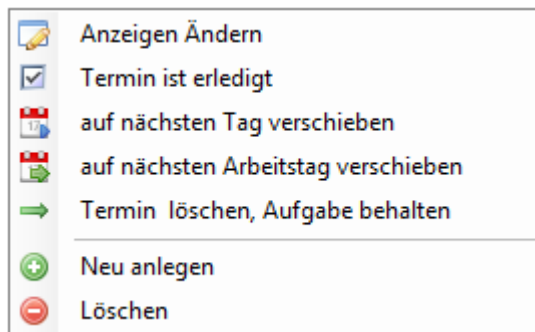 Anzeigen Ändern
Termin ist erledigt
17
auf nächsten Tag verschieben
auf nächsten Arbeitstag verschieben
Termin  löschen, Aufgabe behalten
Neu anlegen
Löschen